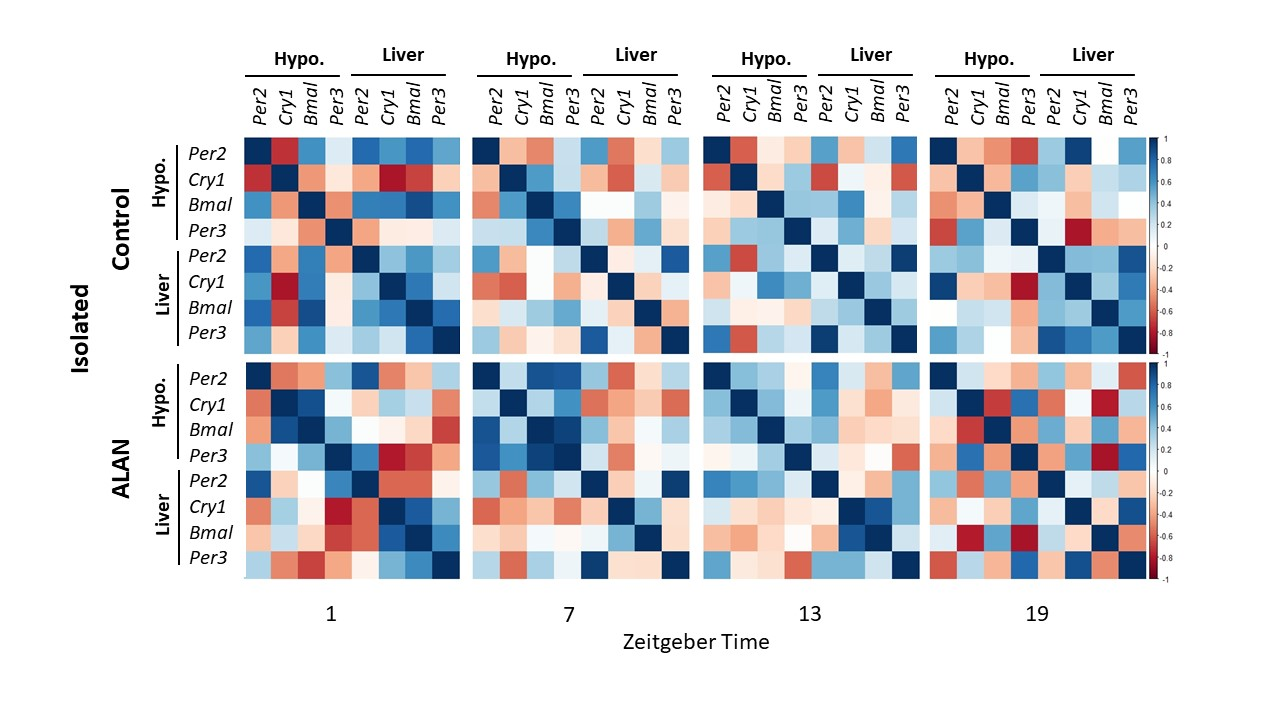 Hypo. Liver Hypo. Liver Hypo. Liver Hypo. Liver
Per2 Cry1 Bmal Per3 Per2 Cry1 Bmal Per3 Per2 Cry1 Bmal Per3 Per2 Cry1 Bmal Per3 Per2 Cry1 Bmal Per3 Per2 Cry1 Bmal Per3 Per2 Cry1 Bmal Per3 Per2 Cry1 Bmal Per3
Isolated
Control
Hypo.
Per2
Cry1
Bmal
Per3
Liver
Per2
Cry1
Bmal
Per3
1
0.8
0.6
0.4
0.2
0
-0.2
-0.4
-0.6
-0.8
-1
ALAN
Hypo.
Per2
Cry1
Bmal
Per3
Liver
Per2
Cry1
Bmal
Per3
1
0.8
0.6
0.4
0.2
0
-0.2
-0.4
-0.6
-0.8
-1
1 7 13 19
Zeitgeber Time